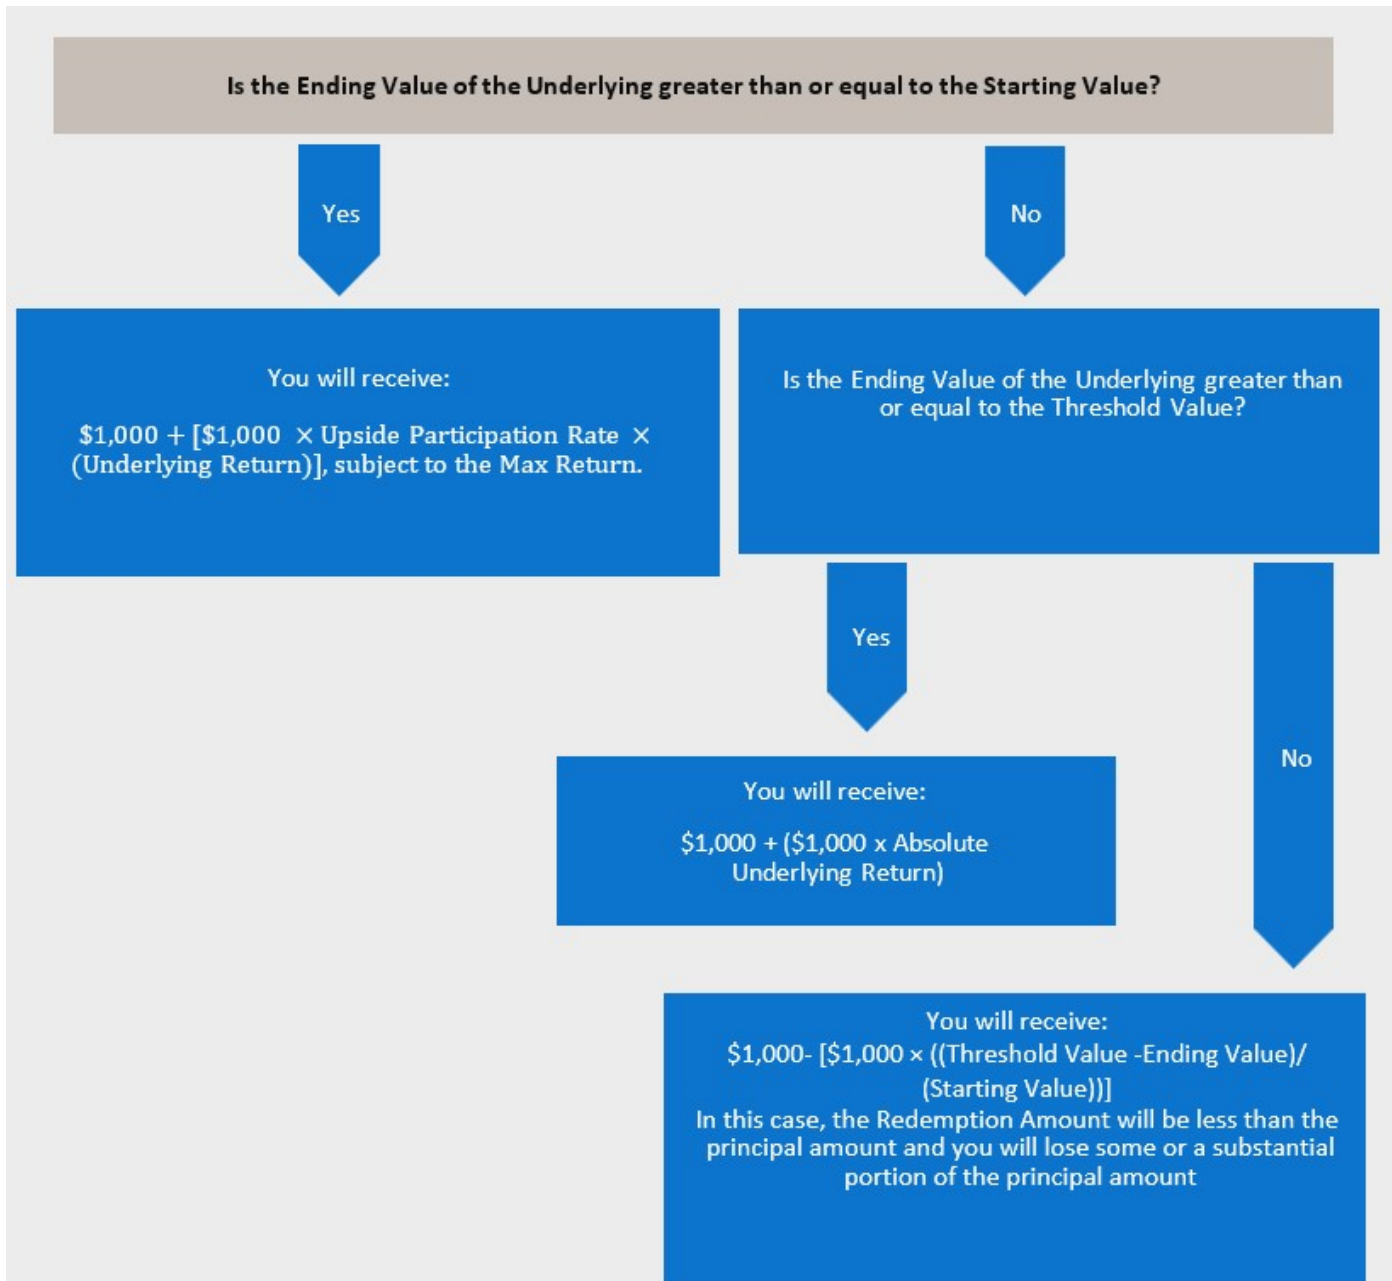 Is the Ending Value of the Underlying greater than or equal to the Starting Value?
Yes
No
You will receive:
$1,000 + [$1,000 × Upside Participation Rate ×
(Underlying Return)], subject to the Max Return.
Is the Ending Value of the Underlying greater than
or equal to the Threshold Value?
Yes
No
You will receive:
$1,000 + ($1,000 x Absolute
Underlying Return)
You will receive:
$1,000- [$1,000 × ((Threshold Value -Ending Value)/
(Starting Value))]
In this case, the Redemption Amount will be less than the
principal amount and you will lose some or a substantial
portion of the principal amount